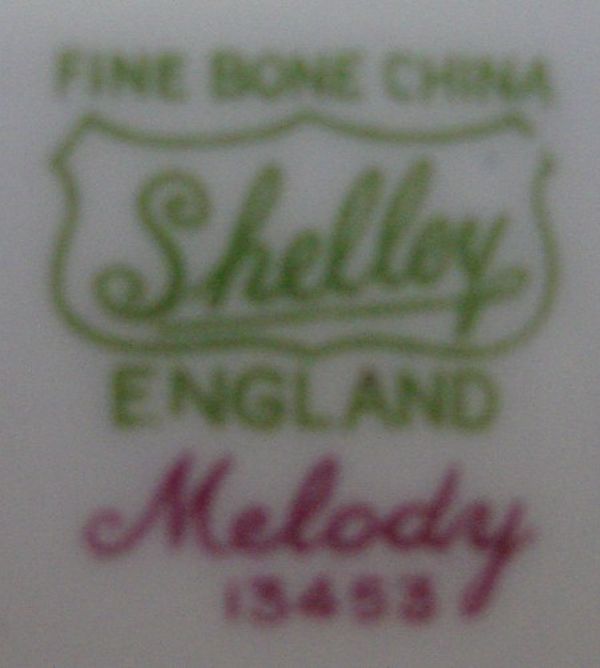 FINE BONE CHINA
Shelley
ENGLAND
Melody
13453